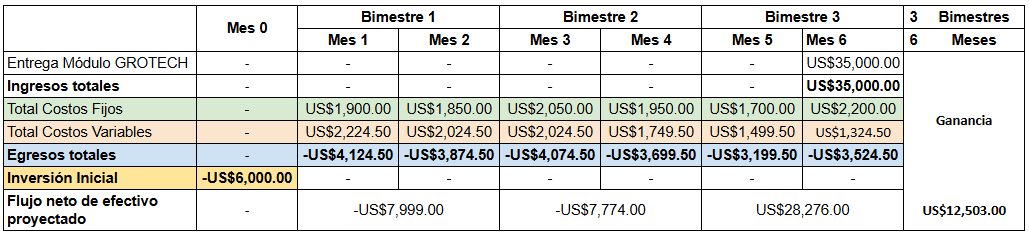 Mes 0 Bimestre 1 Bimestre 2 Bimestre 3 3 Bimestres
Mes 1 Mes 2 Mes 3 Mes 4 Mes 5 Mes 6 6 Meses
Entrega Módulo GROTECH - - - - - - US$35,000.00
Ingresos totales - - - - - - US$35,000.00
Total Costos Fijos - US$1,900.00 US$1,850.00 US$2,050.00 US$1,950.00 US$1,700.00 US$2,200.00
Ganancia
Total Costos Variables - US$2,224.50 US$2,024.50 US$2,024.50 US$1,749.50 US$1,499.50 US$1,324.50
Egresos totales - -US$4,124.50 -US$3,874.50 -US$4,074.50 -US$3,699.50 -US$3,199.50 -US$3,524.50
Inversión Inicial -US$6,000.00 - - - - - -
Flujo neto de efectivo
proyectado - -US$7,999.00 -US$7,774.00 US$28,276.00 US$12,503.00